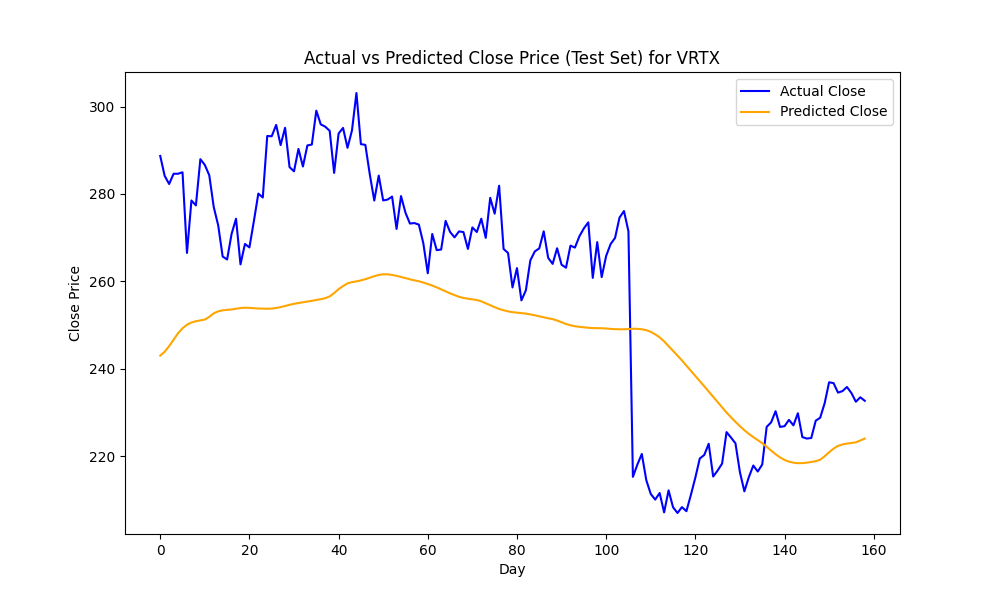 Actual vs Predicted Close Price (Test Set) for VRTX
Actual Close
Predicted Close
Close Price
300
280
260
240
220
0 20 40 60 80 100 120 140 160
Day